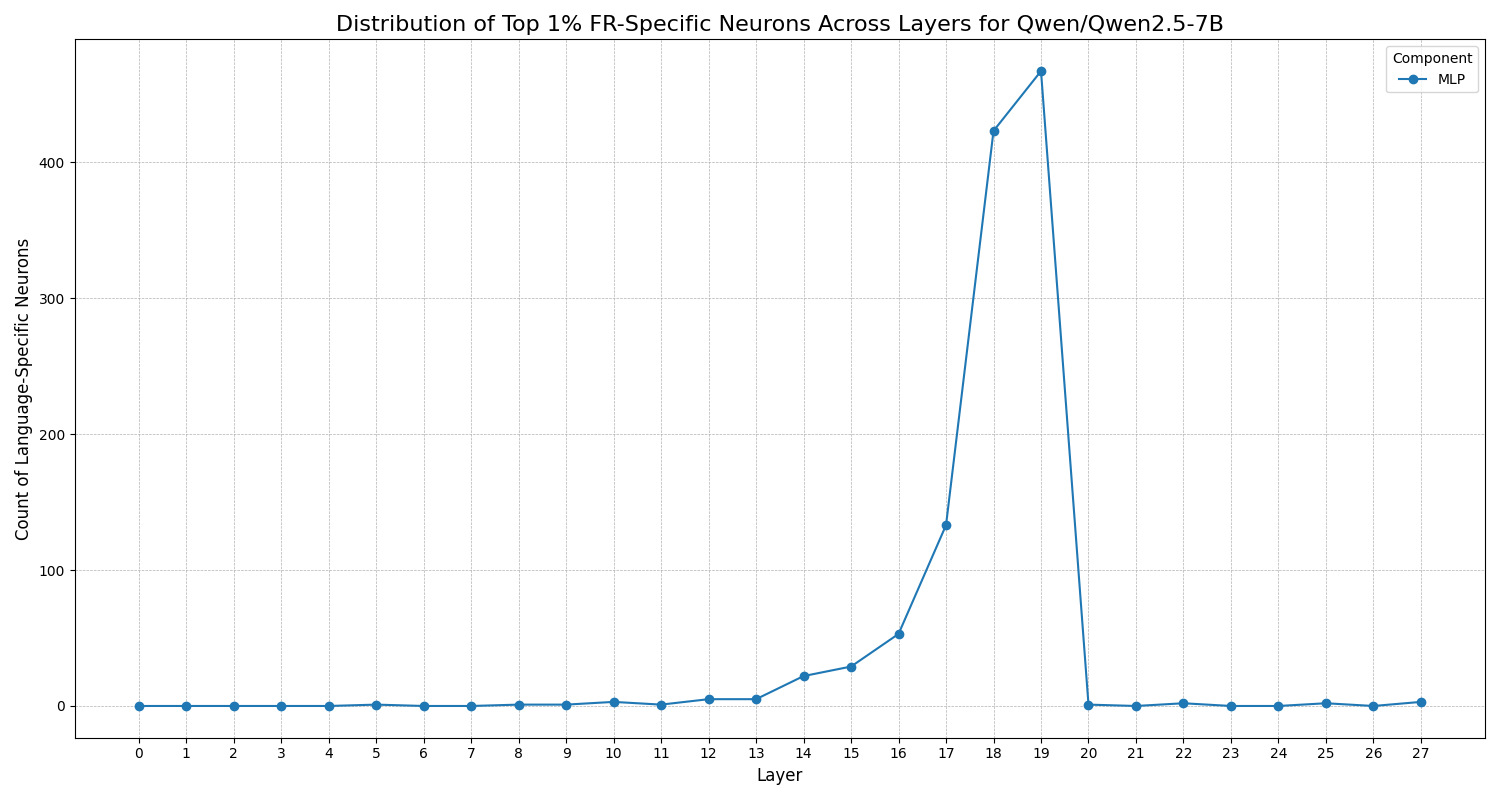 Distribution of Top 1% FR-Specific Neurons Across Layers for Qwen/Qwen2.5-7B
Component
MLP
Count of Language-Specific Neurons
400
300
200
100
0
0 1 2 3 4 5 6 7 8 9 10 11 12 13 14 15 16 17 18 19 20 21 22 23 24 25 26 27
Layer